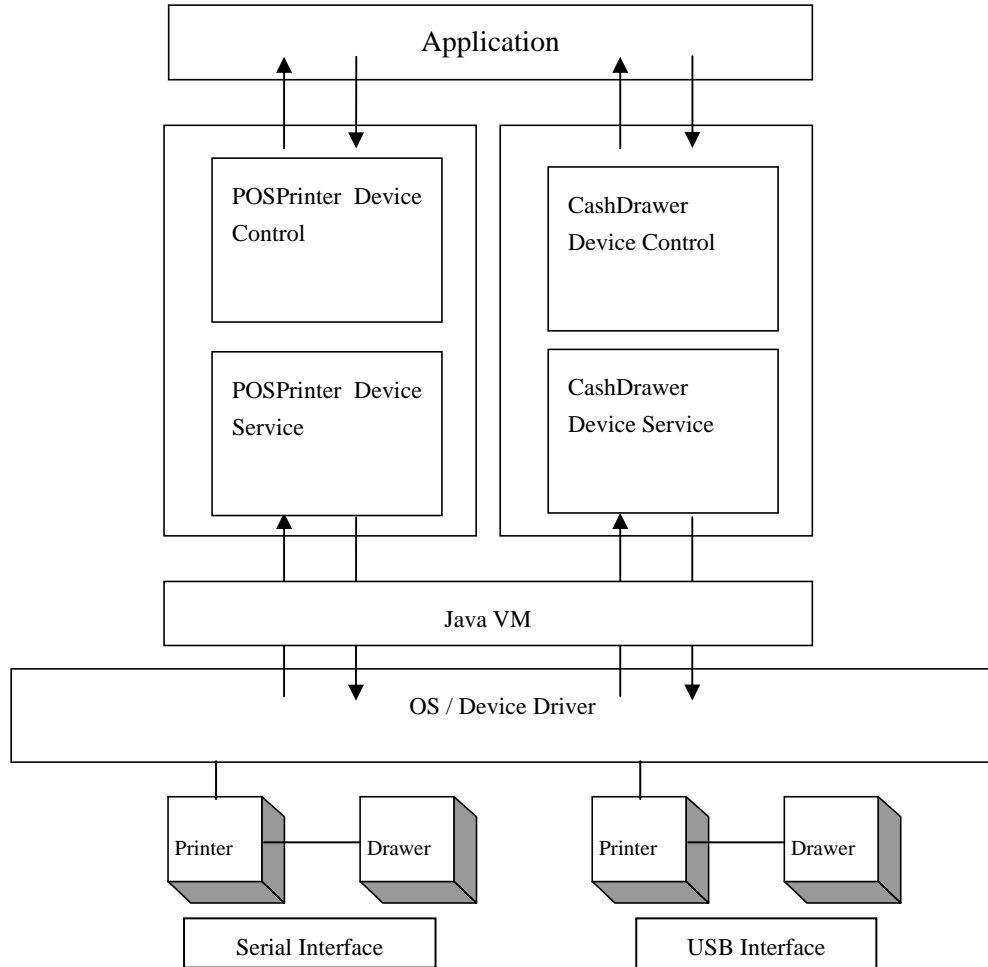 Application
POSPrinter Device
Control
CashDrawer
Device Control
POSPrinter Device
Service
CashDrawer
Device Service
Java VM
OS / Device Driver
Printer
Drawer
Printer
Drawer
Serial Interface
USB Interface